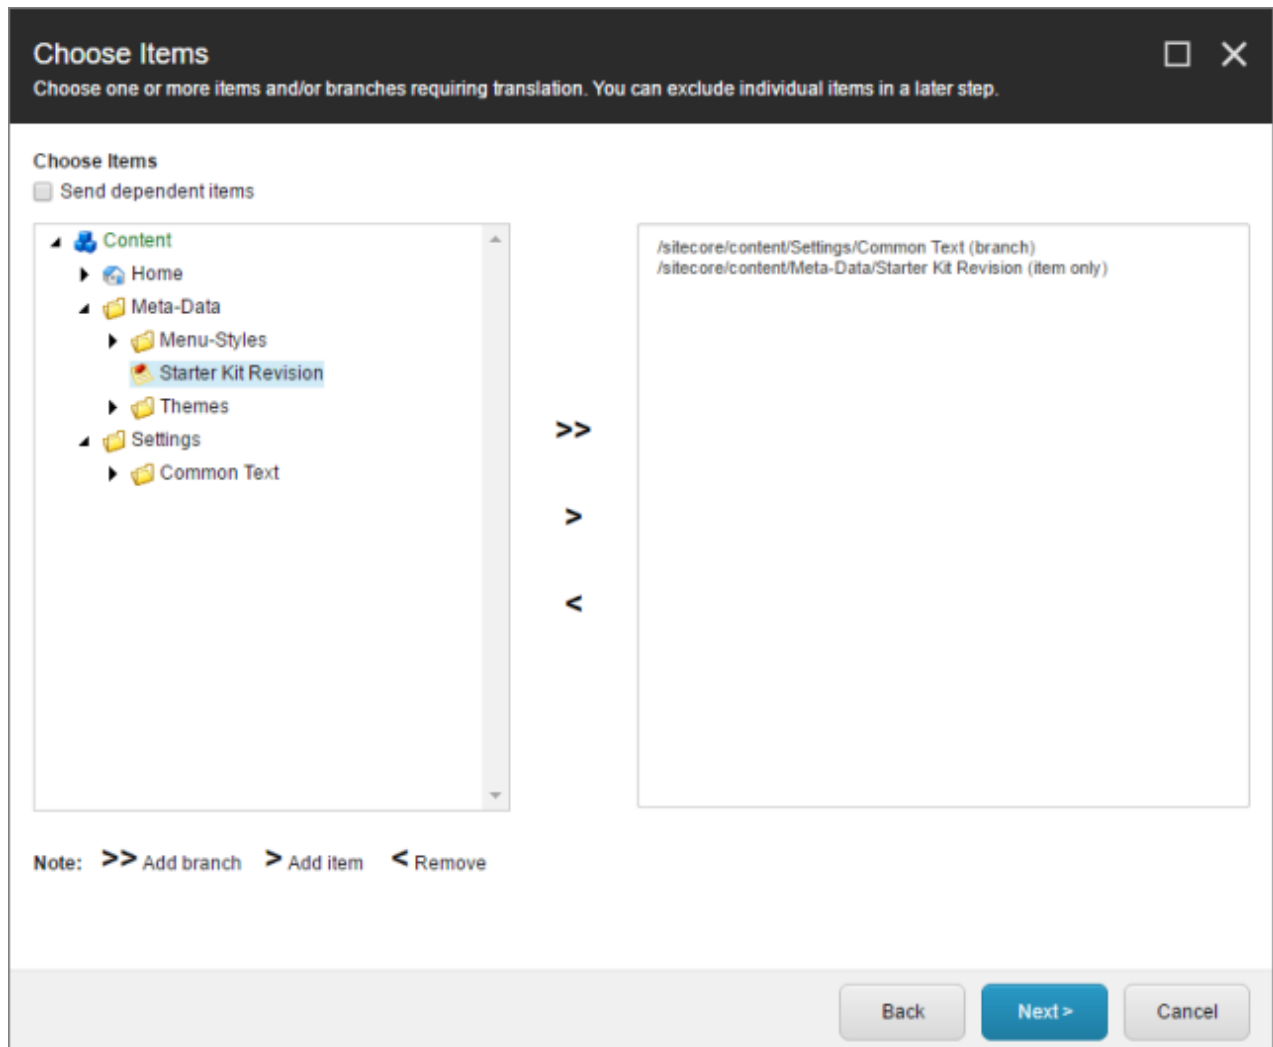 Choose Items
Choose one or more items and/or branches requiring translation. You can exclude individual items in a later step.
Choose Items
Send dependent items
Content
Home
Meta-Data
Menu-Styles
Starter Kit Revision
Themes
Settings
Common Text
>>
>
<
/sitecore/content/Settings/Common Text (branch)
/sitecore/content/Meta-Data/Starter Kit Revision (item only)
Note: >> Add branch > Add item < Remove
Back Next > Cancel